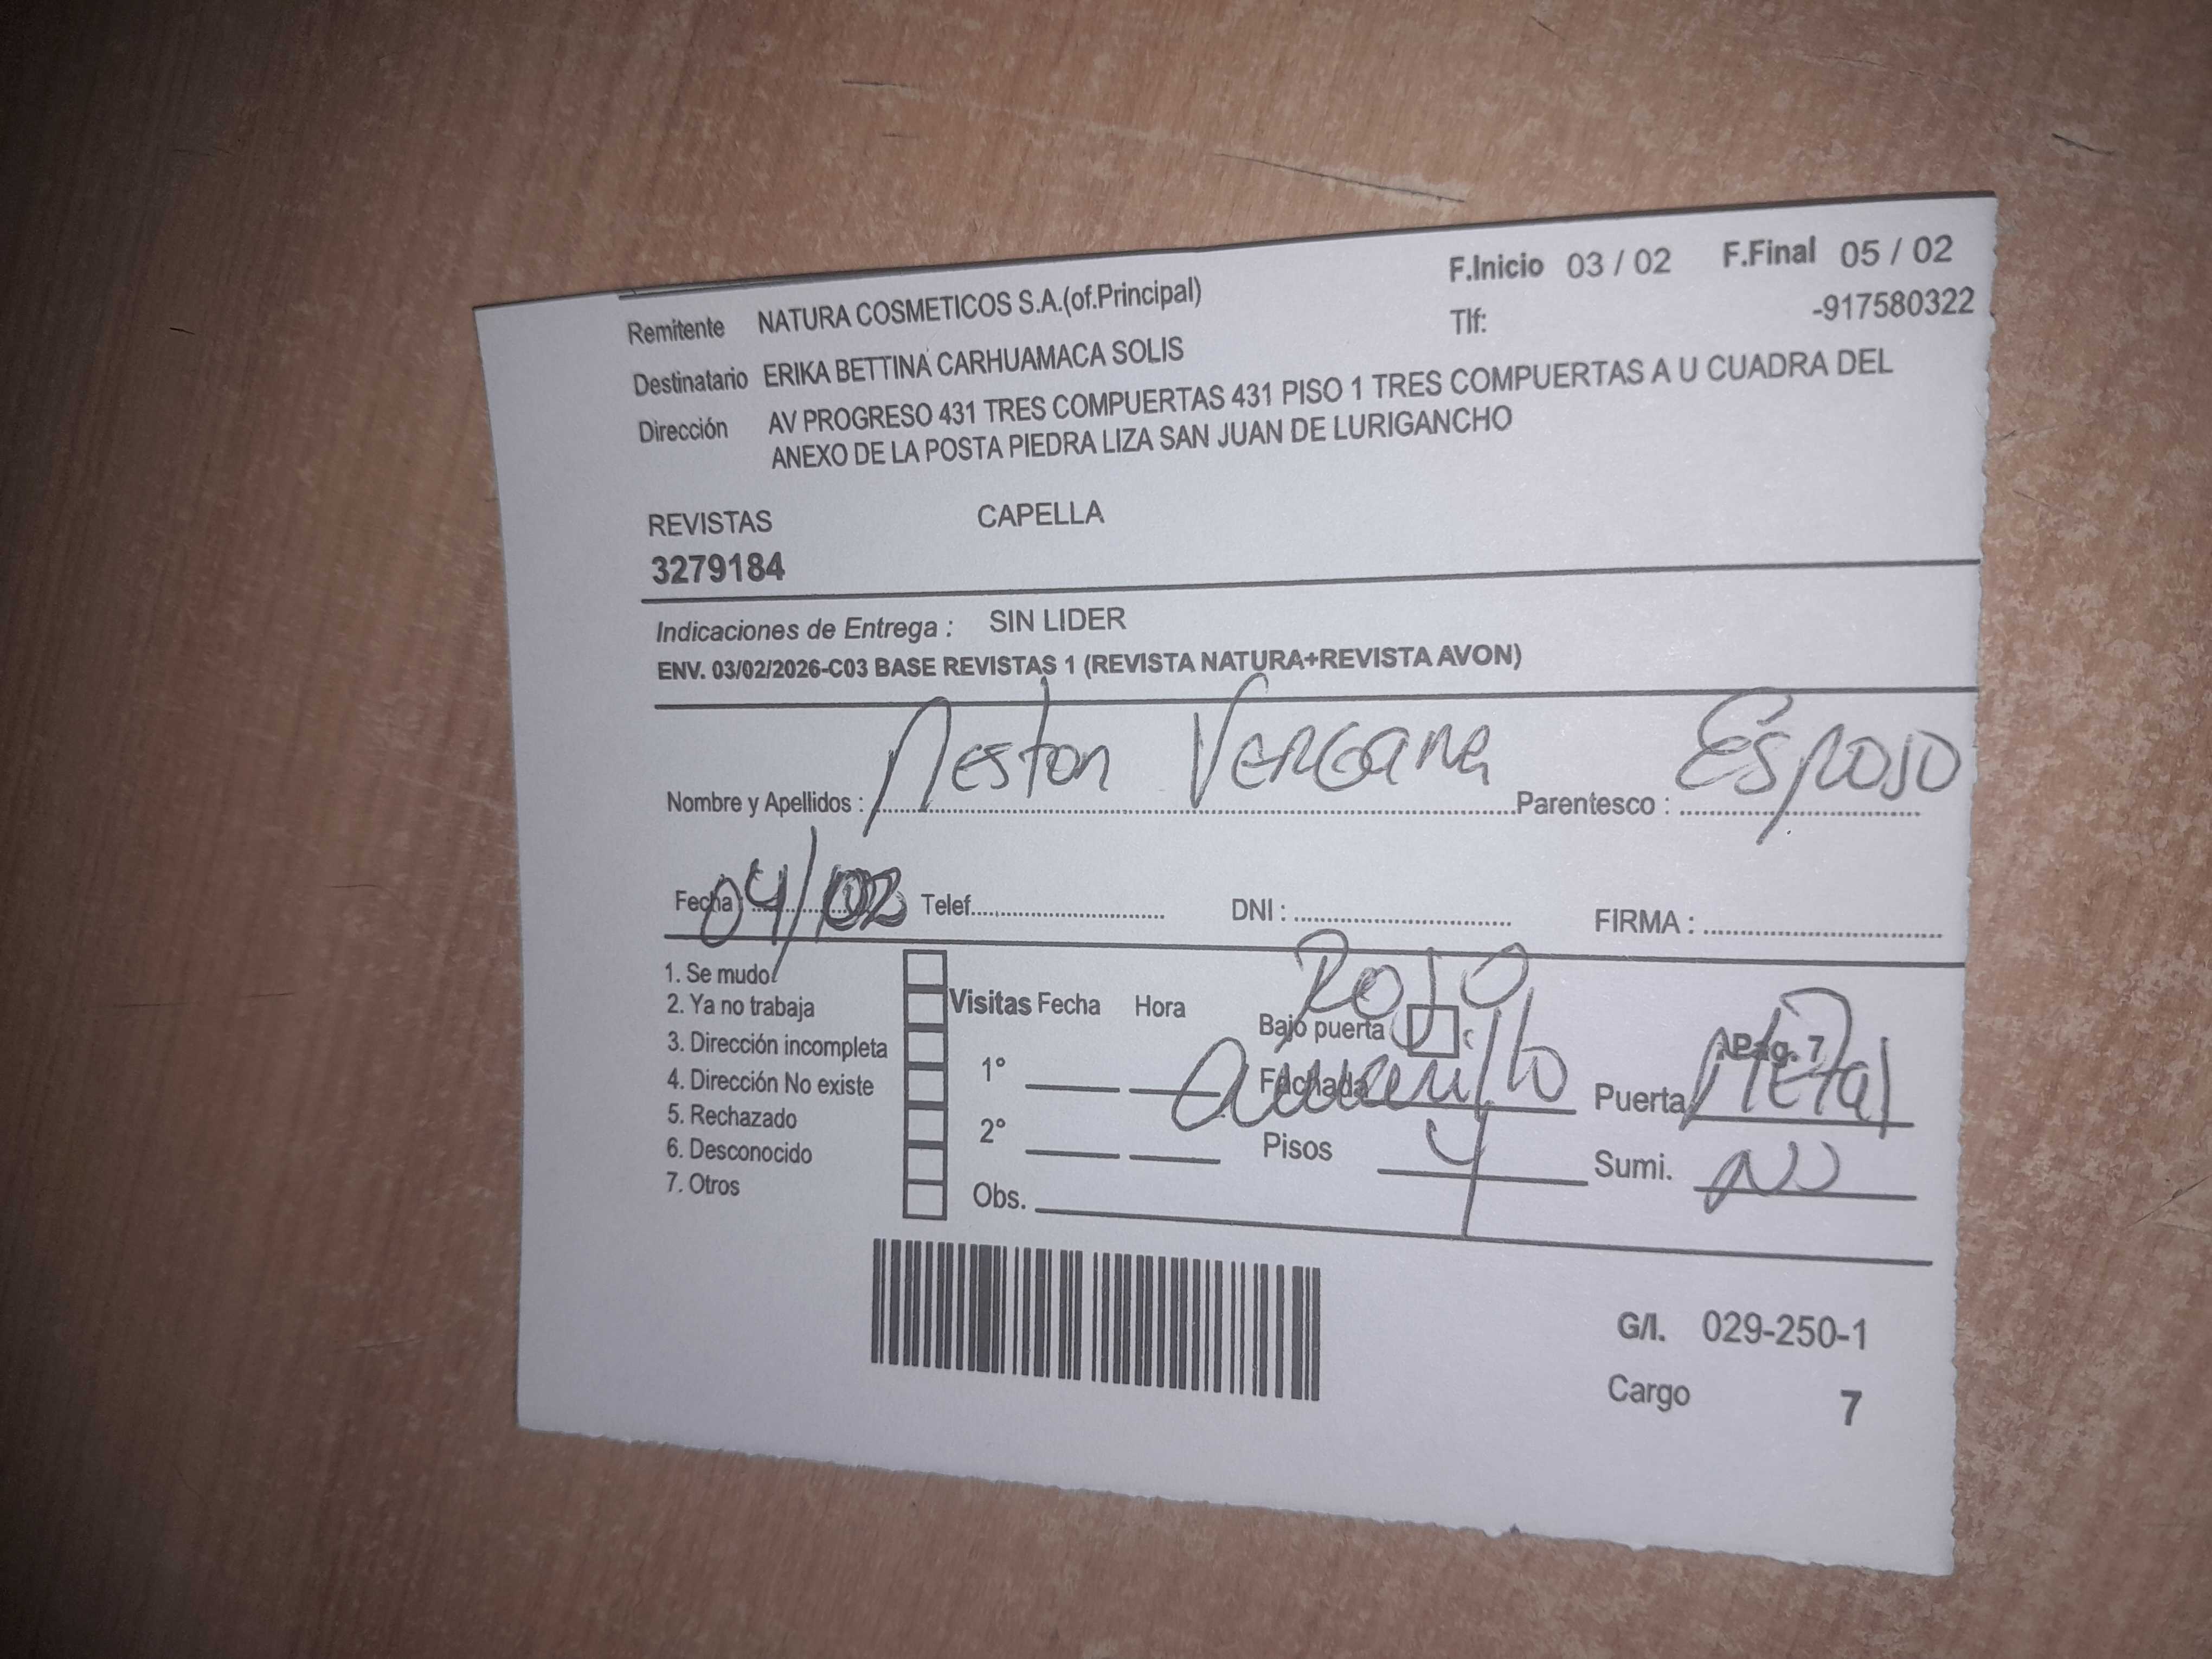 F.Inicio 03 / 02 F.Final 05 / 02
Remitente NATURA COSMETICOS S.A.(of.Principal) Tlf: -917580322
Destinatario ERIKA BETTINA CARHUAMACA SOLIS
Dirección AV PROGRESO 431 TRES COMPUERTAS 431 PISO 1 TRES COMPUERTAS A U CUADRA DEL
ANEXO DE LA POSTA PIEDRA LIZA SAN JUAN DE LURIGANCHO
REVISTAS CAPELLA
3279184
Indicaciones de Entrega : SIN LIDER
ENV. 03/02/2026-C03 BASE REVISTAS 1 (REVISTA NATURA+REVISTA AVON)
Nombre y Apellidos : Nestor Vergara Parentesco : Esposo
Fecha : 04/02 Telef. DNI : FIRMA :
1. Se mudo
2. Ya no trabaja
3. Dirección incompleta
4. Dirección No existe
5. Rechazado
6. Desconocido
7. Otros
Visitas Fecha Hora
1°
2°
Obs.
Rojo
Bajo puerta
Fachada amarillo
Pisos 4
Pag. 7
Puerta Metal
Sumi. NO
G/I. 029-250-1
Cargo 7